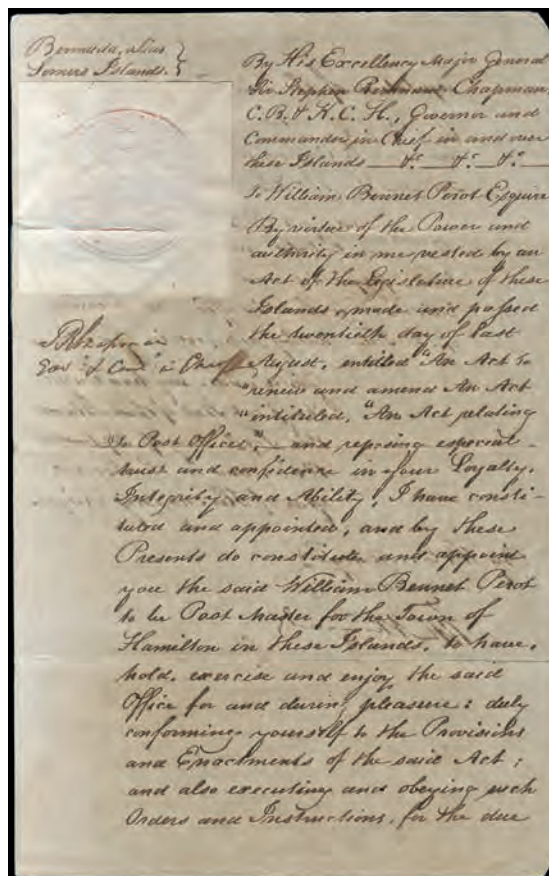 Bermuda, alias
Somers Islands.
By His Excellency Major General
Sir Stephen Remnant Chapman,
C.B. & K.C.H., Governor and
Commander in Chief in and over
these Islands &c. &c. &c.
To William Bennet Perot Esquire
By virtue of the Power and
authority in me vested by an
Act of the Legislature of these
Islands, made and passed
the twentieth day of last
August, entitled "An Act to
"renew and amend An Act
"intituled, "An Act relating
"to Post Offices," and reposing especial
trust and confidence in your Loyalty,
Integrity and Ability, I have consti-
tuted and appointed, and by these
Presents do constitute and appoint
you the said William Bennet Perot
to be Post Master for the Town of
Hamilton in these Islands, to have,
hold, exercise and enjoy the said
Office for and during pleasure: duly
conforming yourself to the Provisions
and Enactments of the said Act;
and also executing and obeying such
Orders and Instructions, for the due
SRChapman
Gov. & Com. in Chief